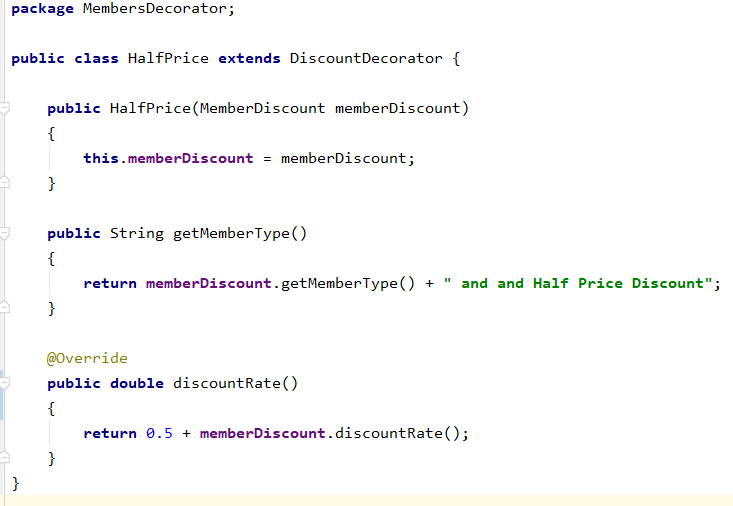 package MembersDecorator;
public class HalfPrice extends DiscountDecorator {
public HalfPrice(MemberDiscount memberDiscount)
{
this.memberDiscount = memberDiscount;
}
public String getMemberType()
{
return memberDiscount.getMemberType() + " and and Half Price Discount";
}
@Override
public double discountRate()
{
return 0.5 + memberDiscount.discountRate();
}
}